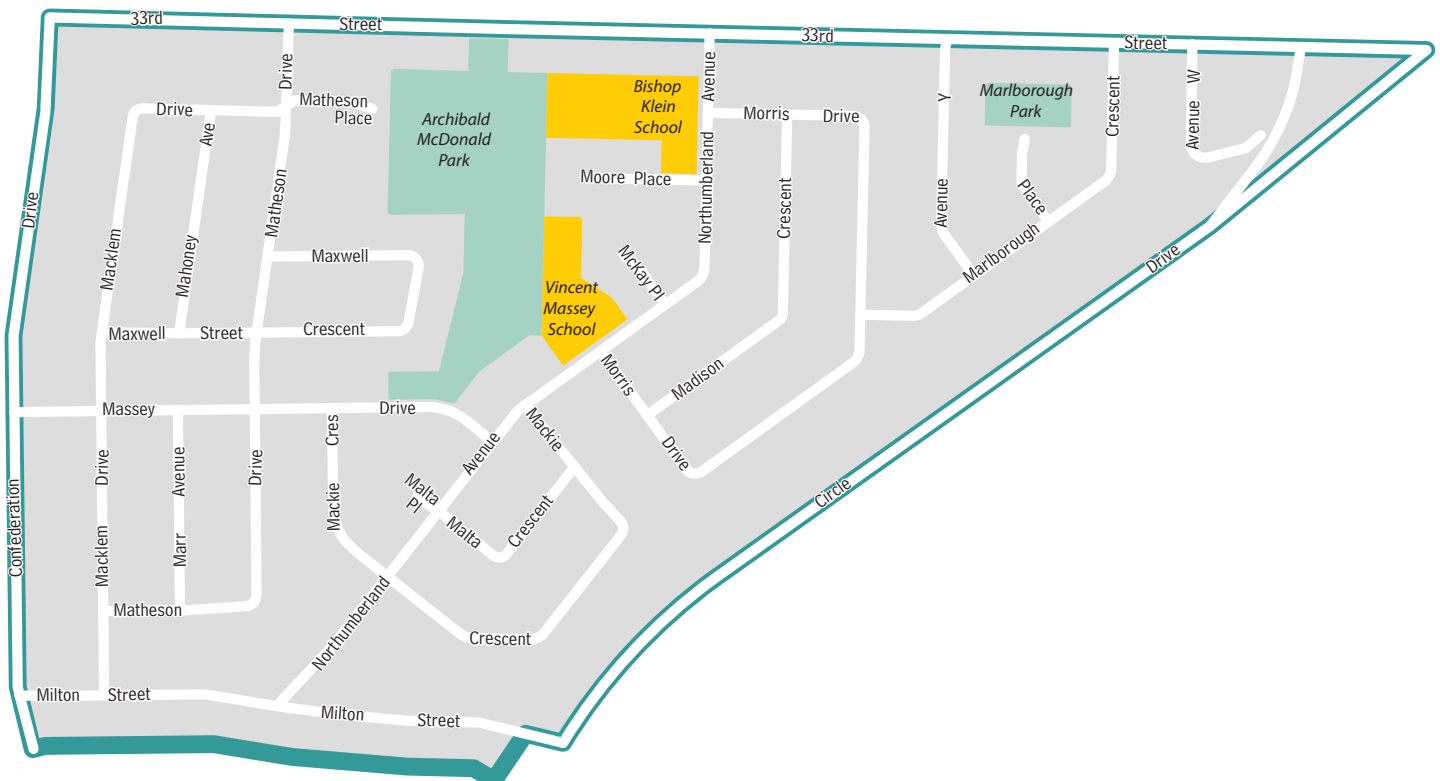 33rd
Street
33rd
Street
Drive
Matheson
Place
Drive
Ave
Archibald
McDonald
Park
Bishop
Klein
School
Avenue
Morris
Drive
Y
Marlborough
Park
Crescent
Avenue W
Moore Place
Northumberland
Crescent
Avenue
Place
Marlborough
Drive
Matheson
Macklem
Mahoney
Maxwell
McKay Pl
Drive
Vincent
Massey
School
Maxwell
Street
Crescent
Morris
Madison
Massey
Drive
Cres
Mackie
Avenue
Drive
Drive
Avenue
Drive
Malta
Pl
Malta
Crescent
Mackie
Circle
Confederation
Macklem
Marr
Matheson
Northumberland
Crescent
Milton
Street
Milton
Street